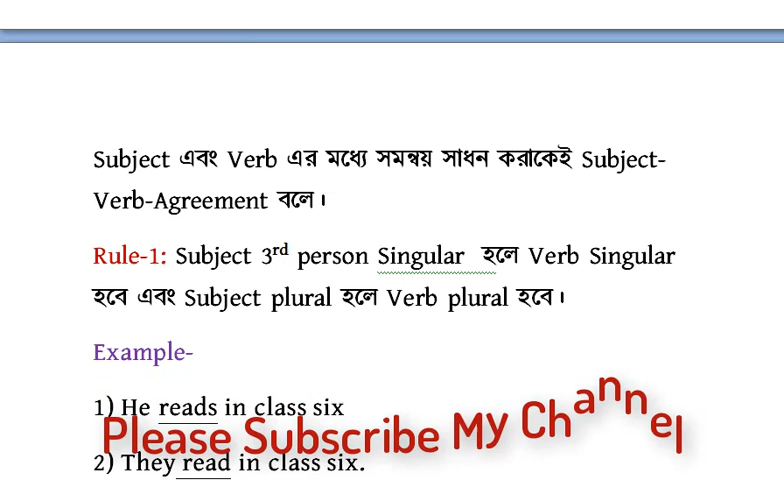 Subject এবং Verb এর মধ্যে সমন্বয় সাধন করাকেই Subject-
Verb-Agreement বলে।
Rule-1: Subject 3rd person Singular হলে Verb Singular
হবে এবং Subject plural হলে Verb plural হবে।
Example-
1) He reads in class six
Please Subscribe My Channel
2) They read in class six.